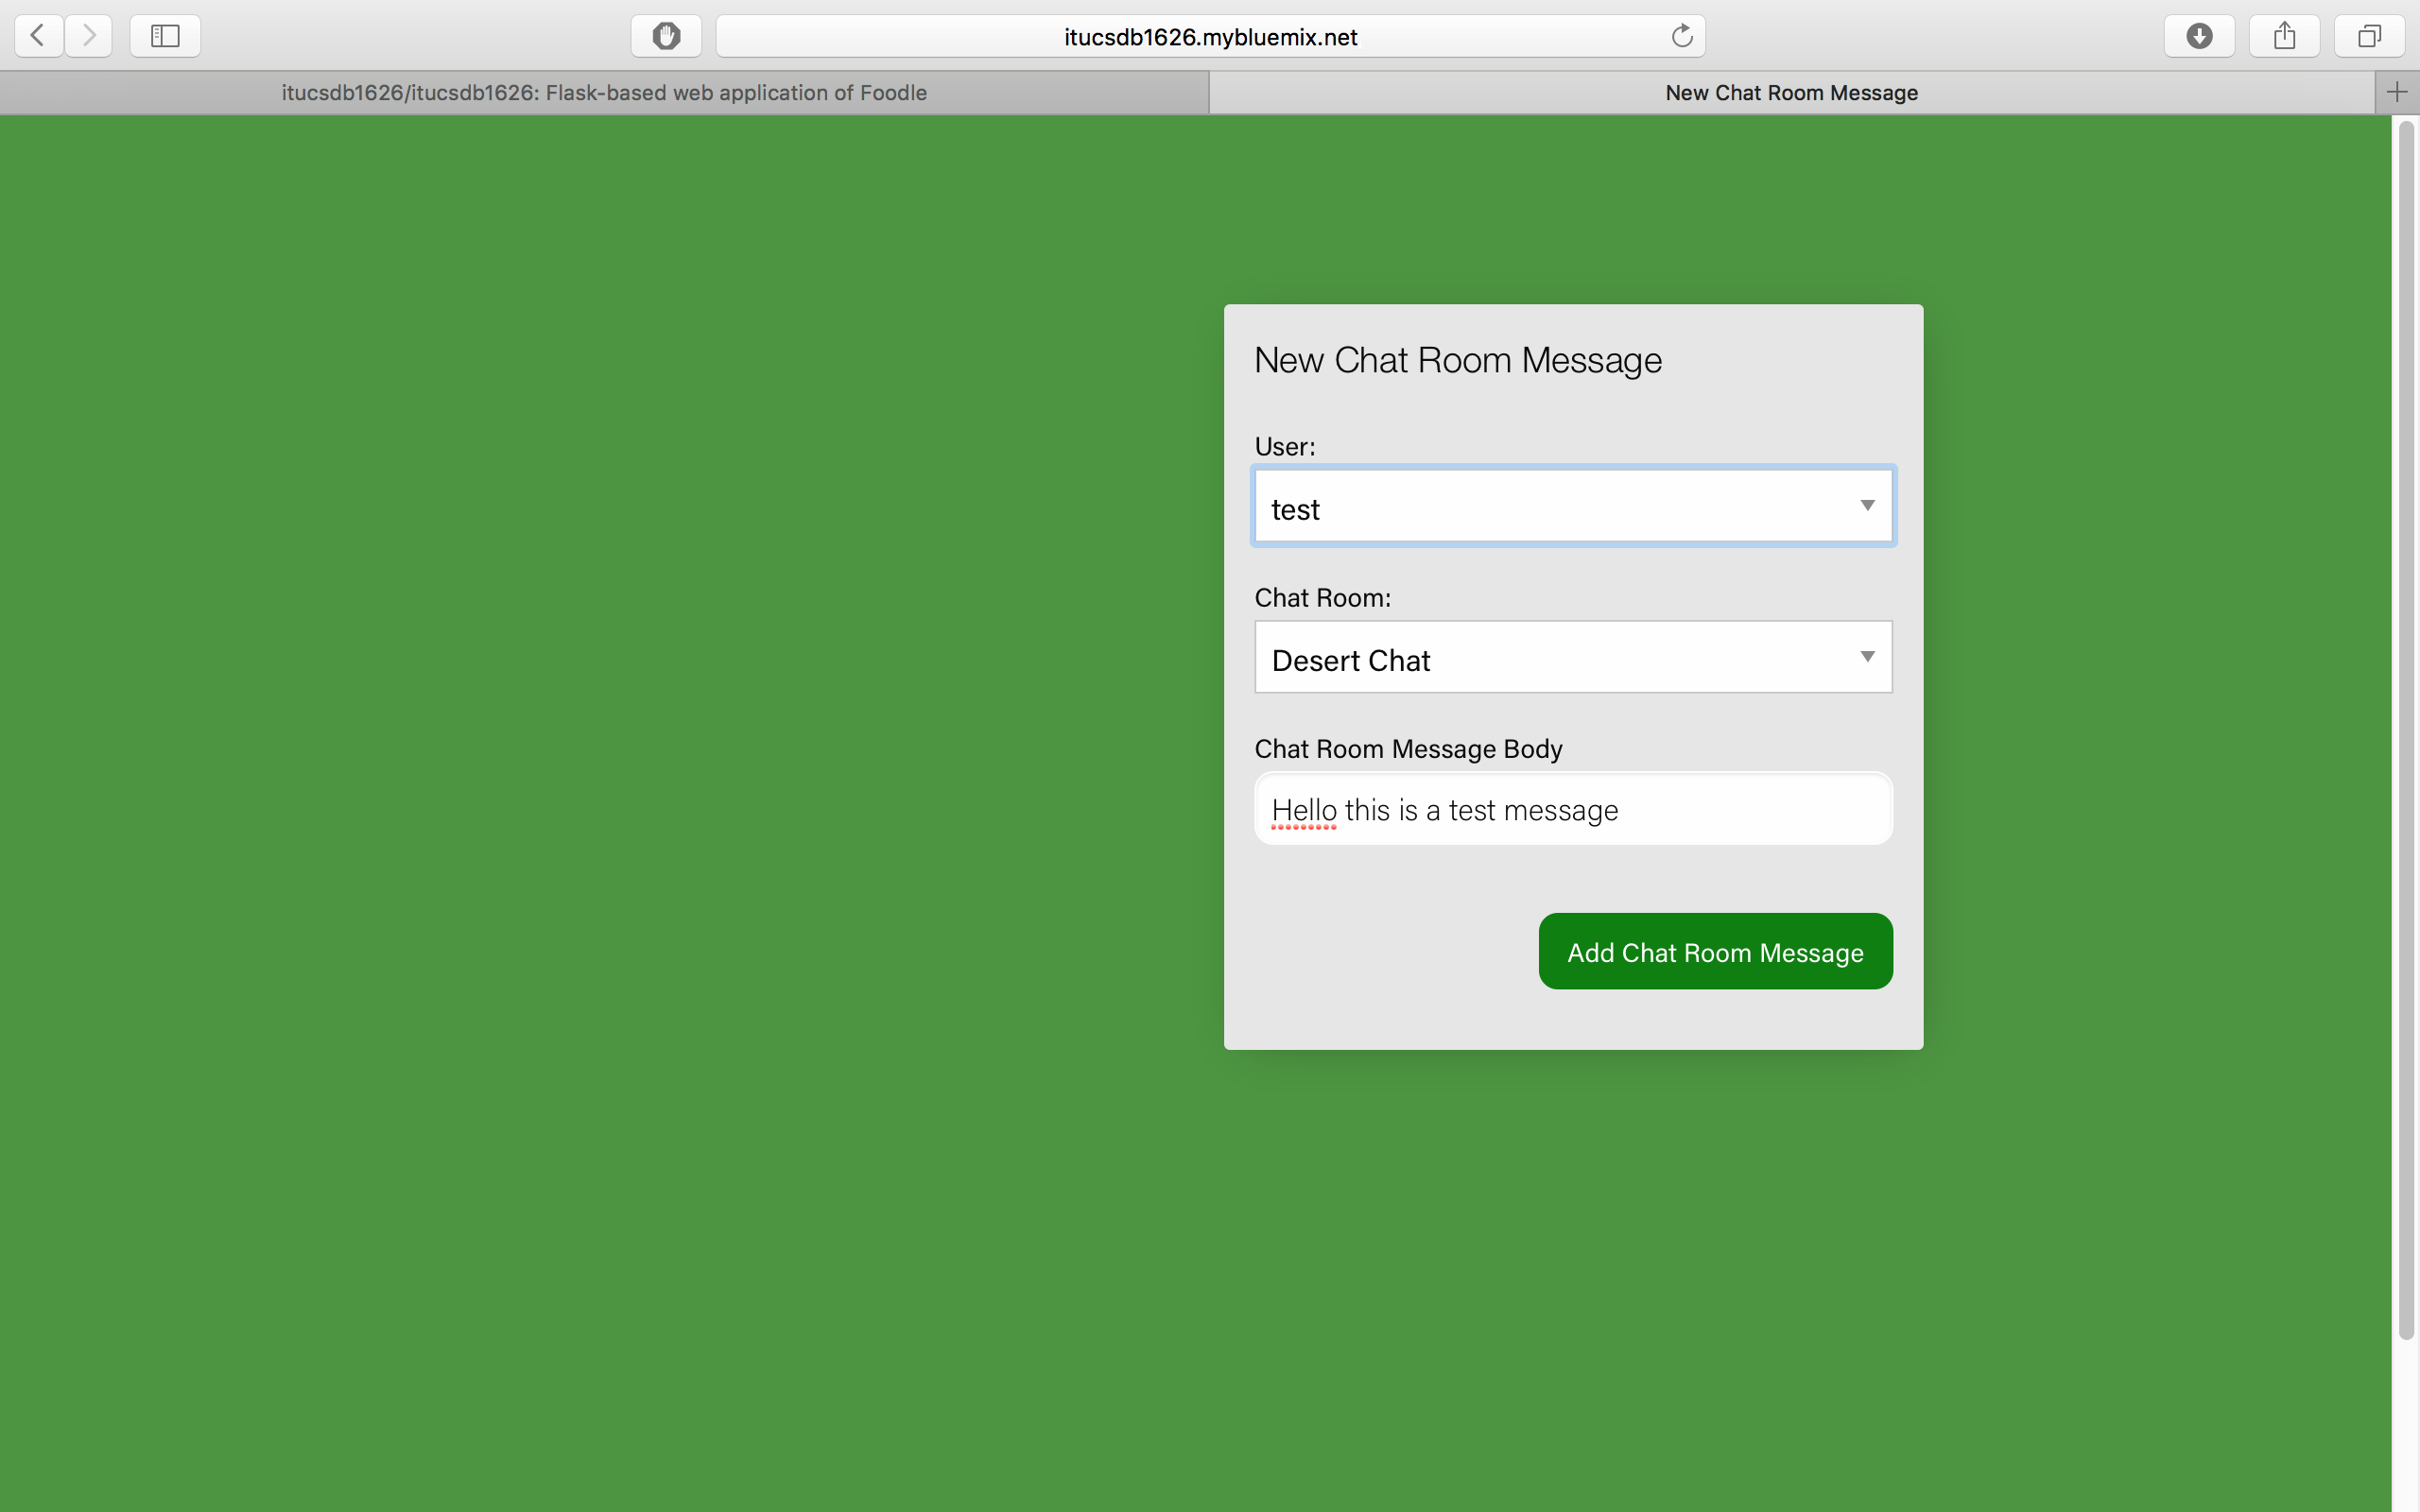 itucsdb1626.mybluemix.net
itucsdb1626/itucsdb1626: Flask-based web application of Foodle
New Chat Room Message
New Chat Room Message
User:
test
Chat Room:
Desert Chat
Chat Room Message Body
Hello this is a test message
Add Chat Room Message